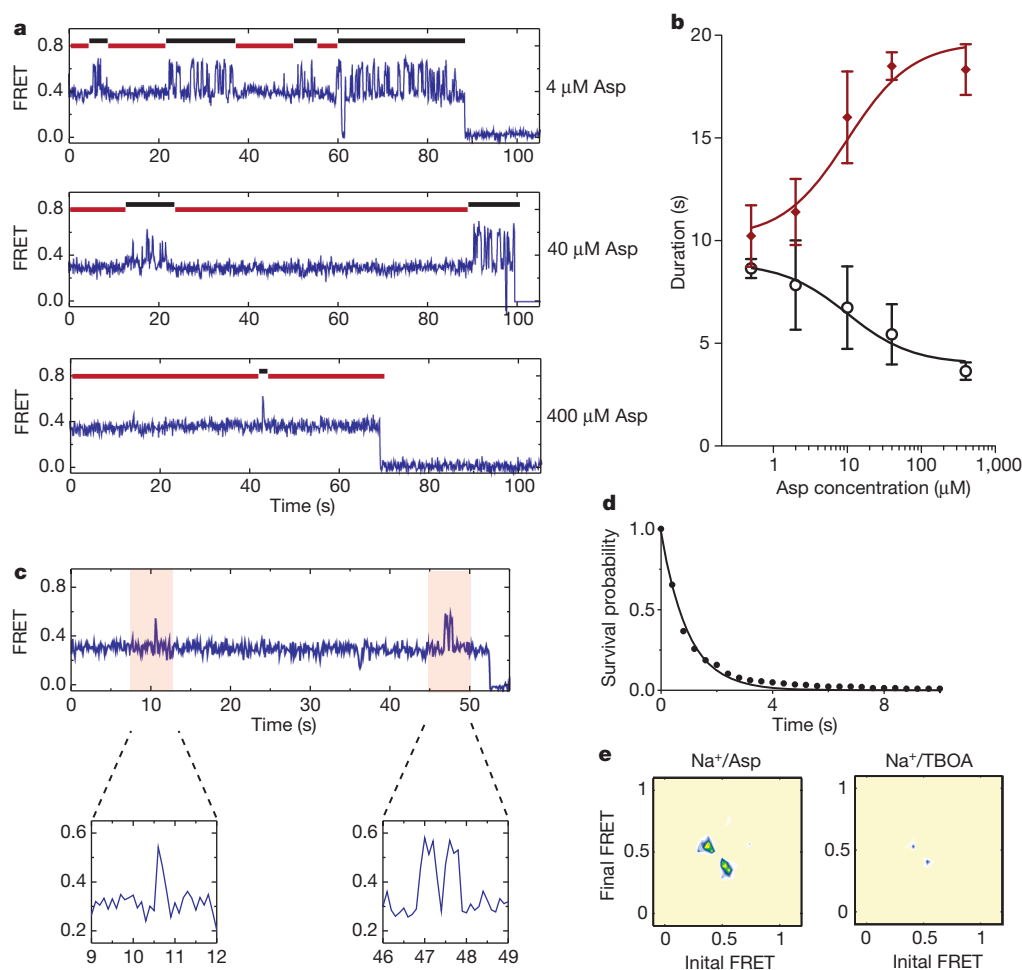 a
FRET
0.8
0.4
0.0
0 20 40 60 80 100
4 µM Asp
FRET
0.8
0.4
0.0
0 20 40 60 80 100
40 µM Asp
FRET
0.8
0.4
0.0
0 20 40 60 80 100
Time (s)
400 µM Asp
b
Duration (s)
20
15
10
5
0
1 10 100 1,000
Asp concentration (µM)
c
FRET
0.8
0.4
0.0
0 10 20 30 40 50
Time (s)
0.6
0.4
0.2
9 10 11 12
0.6
0.4
0.2
46 47 48 49
d
Survival probability
1.0
0.5
0.0
0 4 8
Time (s)
e
Na⁺/Asp
Final FRET
1
0.5
0
0 0.5 1
Inital FRET
Na⁺/TBOA
1
0.5
0
0 0.5 1
Inital FRET